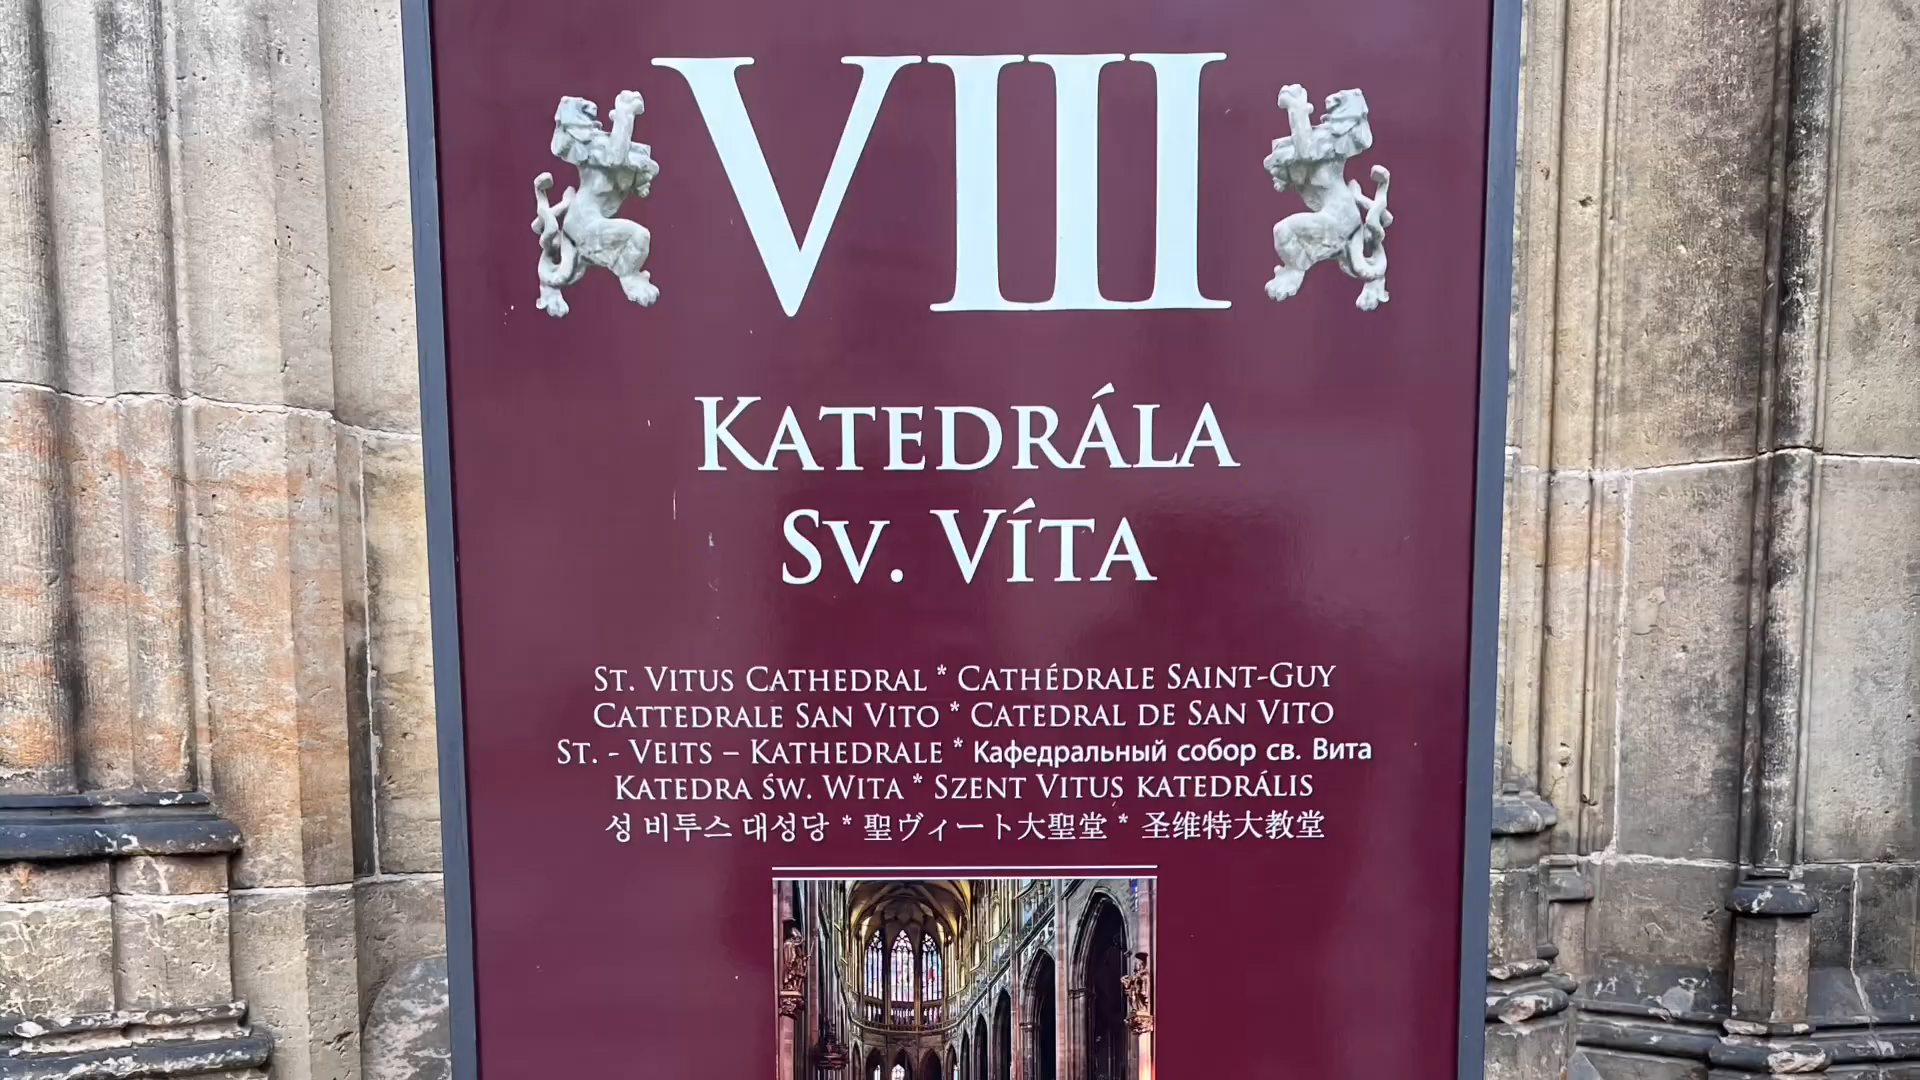 VIII
KATEDRÁLA
SV. VÍTA
ST. VITUS CATHEDRAL * CATHÉDRALE SAINT-GUY
CATTEDRALE SAN VITO * CATEDRAL DE SAN VITO
ST. - VEITS – KATHEDRALE * Кафедральный собор св. Вита
KATEDRA ŚW. WITA * SZENT VITUS KATEDRÁLIS
성 비투스 대성당 * 聖ヴィート大聖堂 * 圣维特大教堂